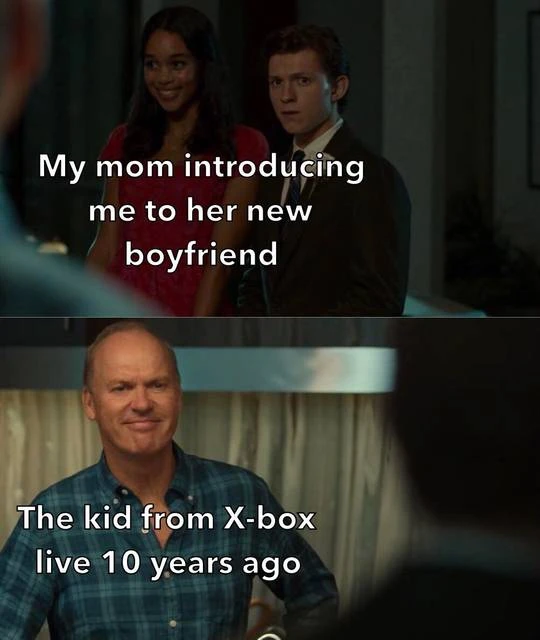 My mom introducing
me to her new
boyfriend
The kid from X-box
live 10 years ago